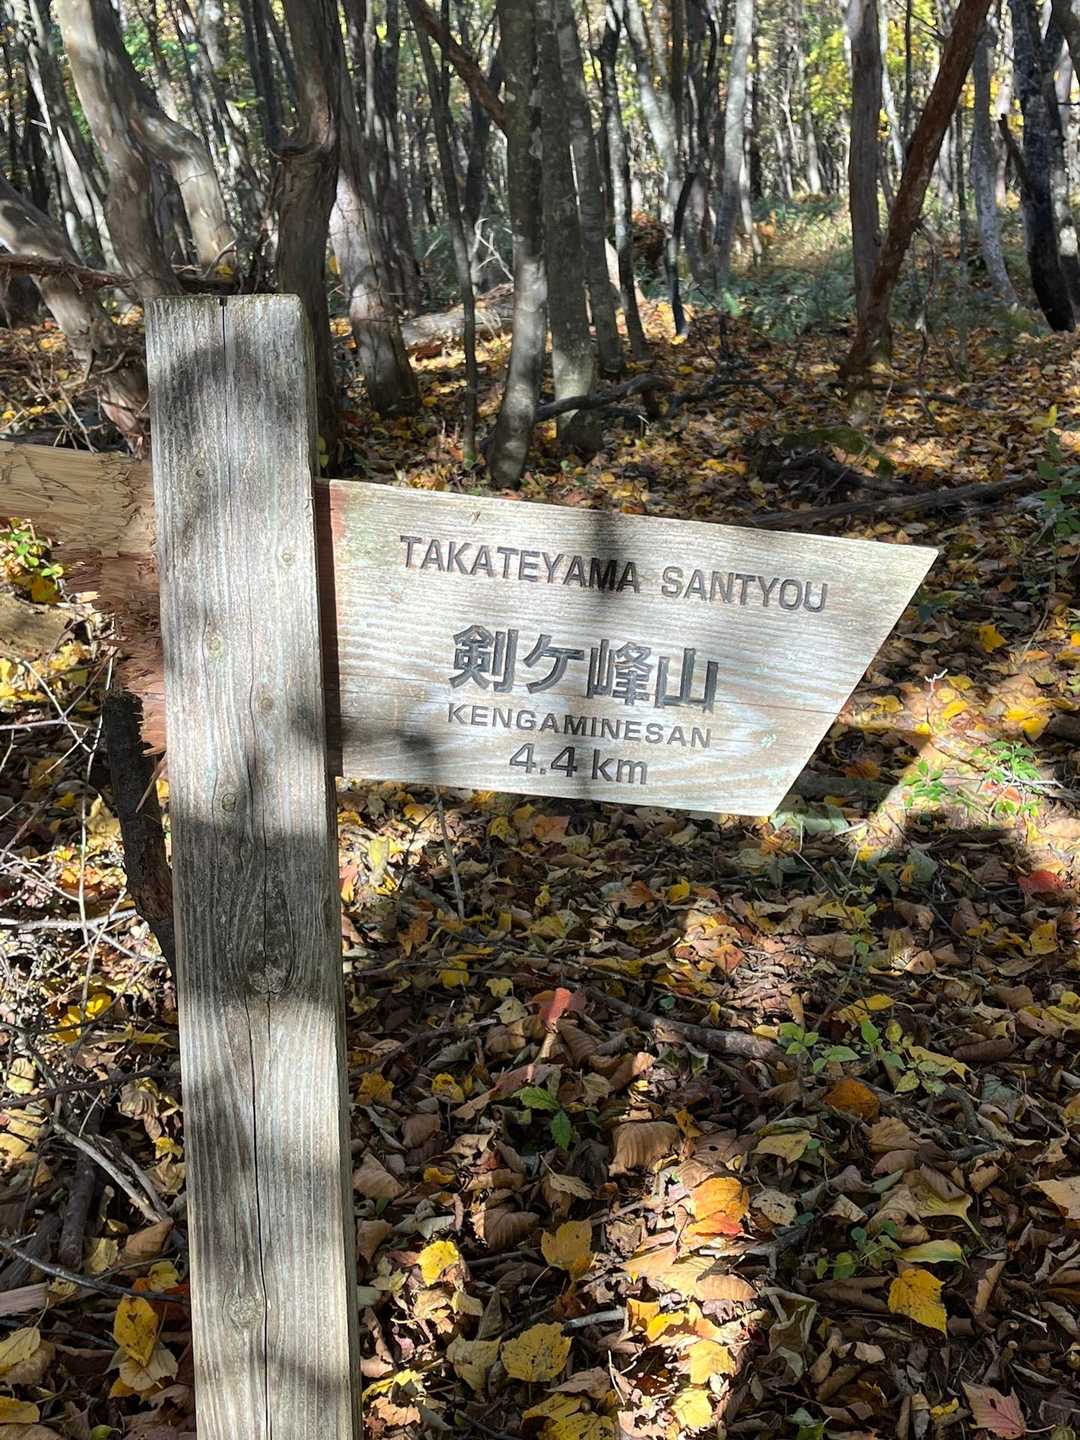 TAKATEYAMA SANTYOU
剣ケ峰山
KENGAMINESAN
4.4 km